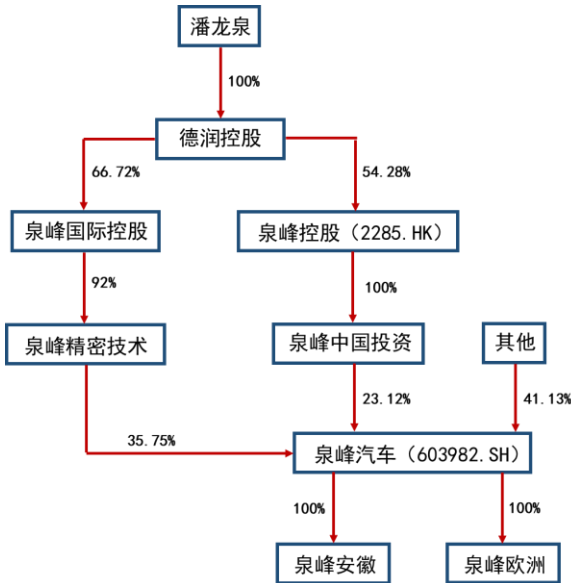 潘龙泉
100%
德润控股
66.72%
54.28%
泉峰国际控股
泉峰控股（2285.HK）
92%
100%
泉峰精密技术
泉峰中国投资
其他
23.12%
41.13%
35.75%
泉峰汽车（603982.SH）
100%
100%
泉峰安徽
泉峰欧洲